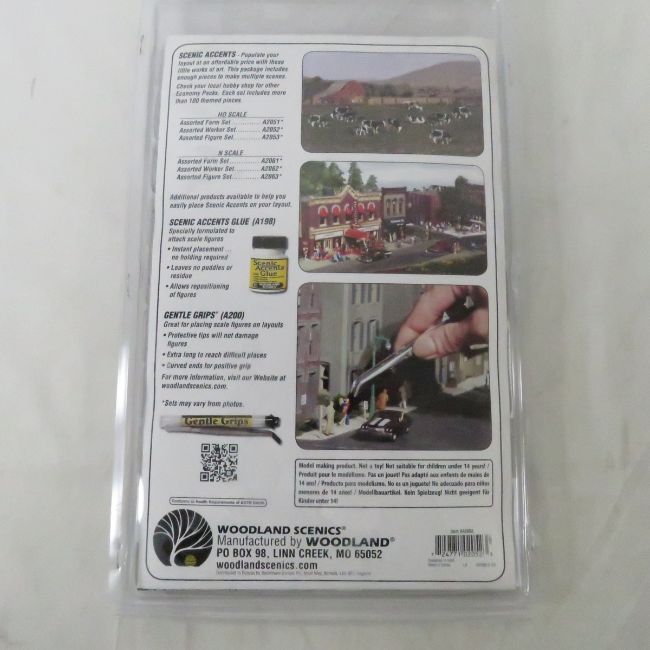 SCENIC ACCENTS - Populate your
layout at an affordable price with these
little works of art. This package includes
enough pieces to make multiple scenes.
Check your local hobby shop for other
Economy Packs. Each set includes more
than 100 themed pieces.
HO SCALE
Assorted Farm Set............A2051*
Assorted Worker Set..........A2052*
Assorted Figure Set..........A2053*
N SCALE
Assorted Farm Set............A2061*
Assorted Worker Set..........A2062*
Assorted Figure Set..........A2063*
Additional products available to help you
easily place Scenic Accents on your layout.
SCENIC ACCENTS GLUE (A198)
Specially formulated to
attach scale figures
• Instant placement ...
no holding required
• Leaves no puddles or
residue
• Allows repositioning
of figures
Scenic
Accents
Glue
GENTLE GRIPS® (A200)
Great for placing scale figures on layouts
• Protective tips will not damage
figures
• Extra long to reach difficult places
• Curved ends for positive grip
For more information, visit our Website at
woodlandscenics.com.
*Sets may vary from photos.
Gentle Grips
Model making product. Not a toy! Not suitable for children under 14 years! /
Produit pour le modélisme. Pas un jouet! Pas adapté aux enfants de moins de
14 ans! / Producto para modelismo. No es un juguete! No adecuado para niños
menores de 14 anos! / Modelbauartikel. Kein Spielzeug! Nicht geeignet für
Kinder unter 14!
Conforms to Health Requirements of ASTM D4236
WOODLAND SCENICS®
Manufactured by WOODLAND®
PO BOX 98, LINN CREEK, MO 65052
woodlandscenics.com